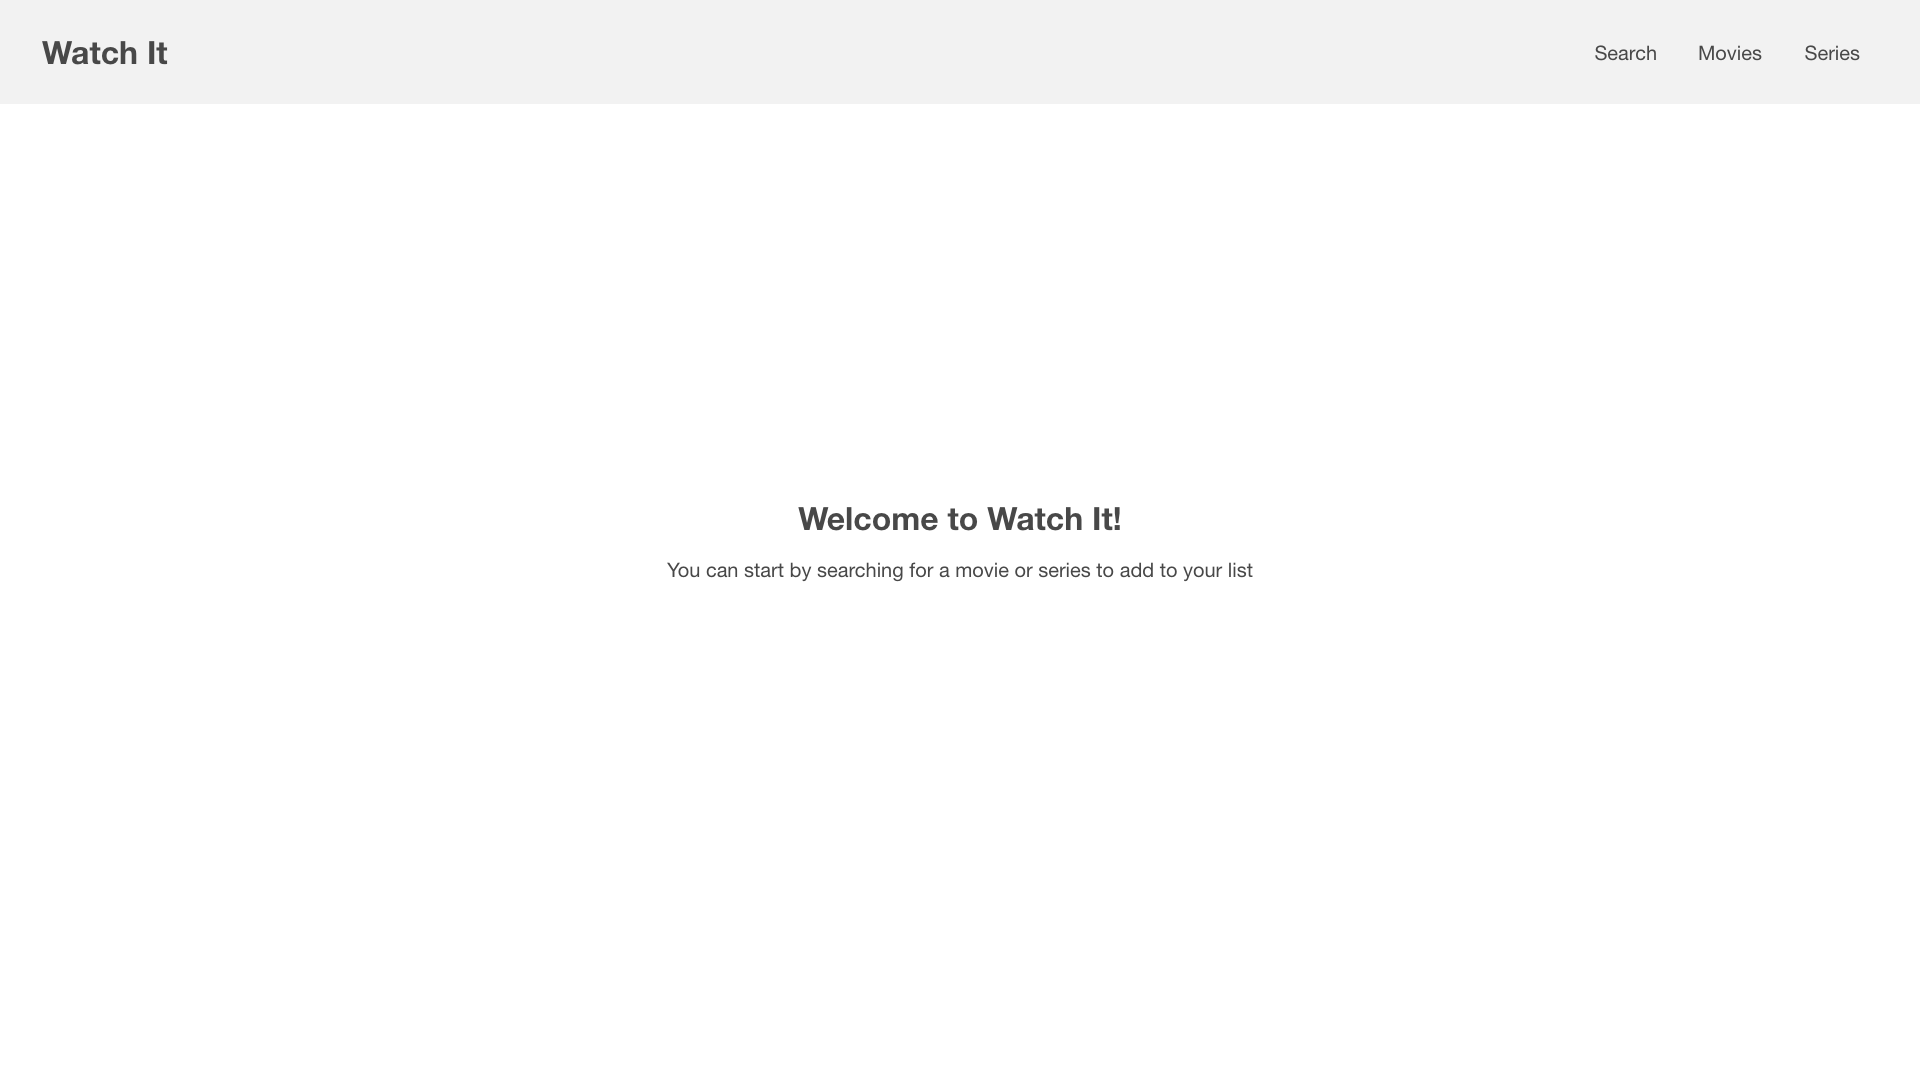 Watch It
Search Movies Series
Welcome to Watch It!
You can start by searching for a movie or series to add to your list